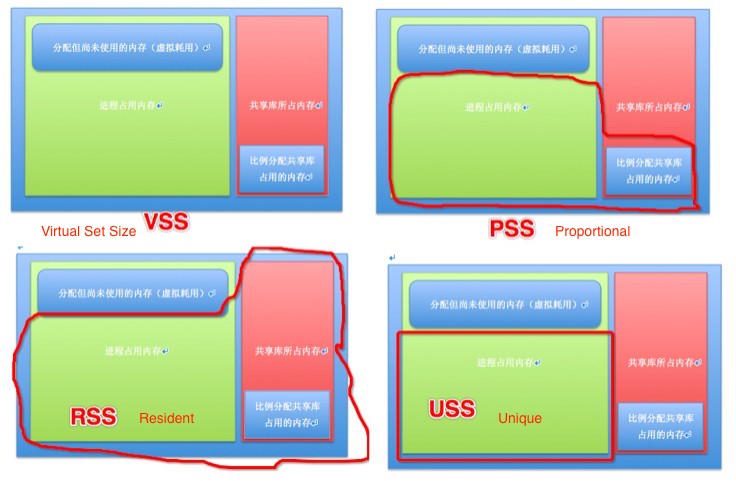 分配但尚未使用的内存（虚拟耗用）
进程占用内存
共享库所占内存
比例分配共享库
占用的内存
Virtual Set Size VSS
分配但尚未使用的内存（虚拟耗用）
进程占用内存
共享库所占内存
比例分配共享库
占用的内存
PSS Proportional
分配但尚未使用的内存（虚拟耗用）
进程占用内存
共享库所占内存
RSS Resident
比例分配共享库
占用的内存
分配但尚未使用的内存（虚拟耗用）
进程占用内存
共享库所占内存
USS Unique
比例分配共享库
占用的内存